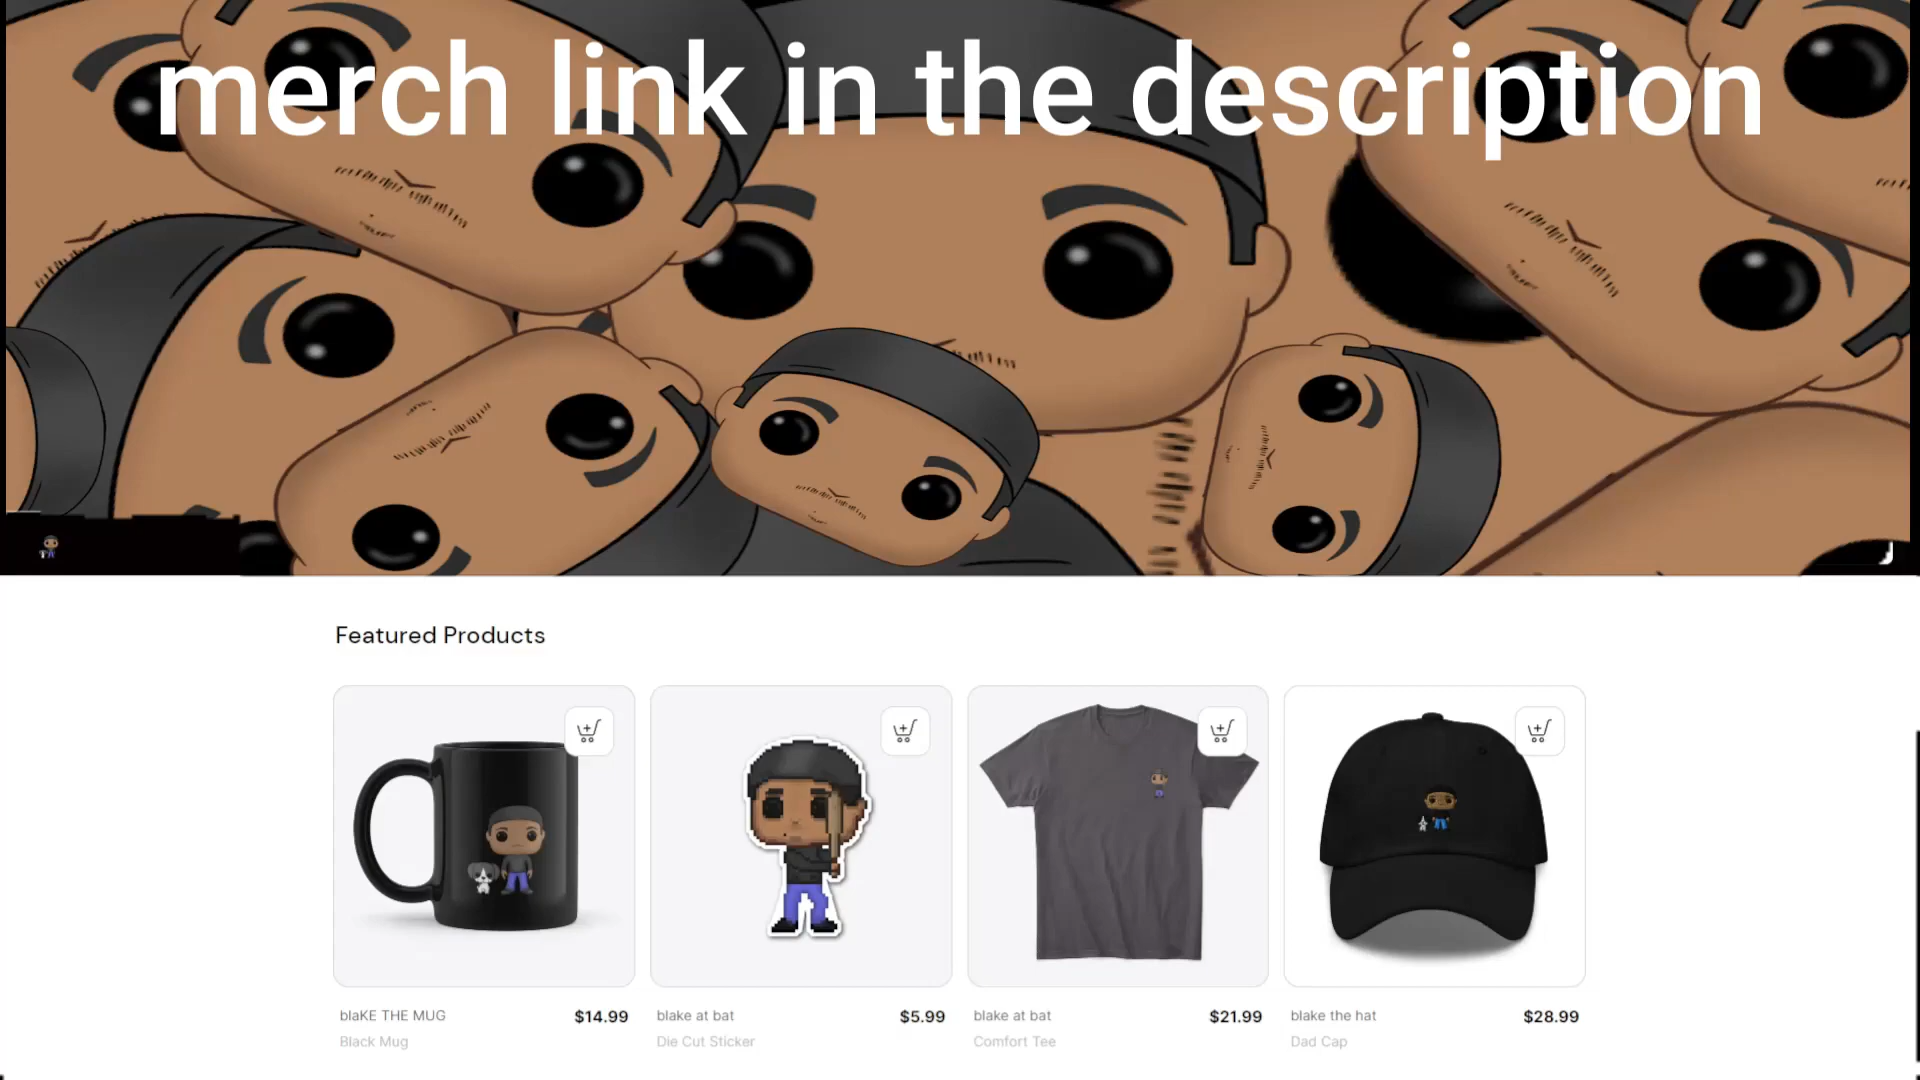 merch link in the description
Featured Products
blaKE THE MUG $14.99
Black Mug
blake at bat $5.99
Die Cut Sticker
blake at bat $21.99
Comfort Tee
blake the hat $28.99
Dad Cap